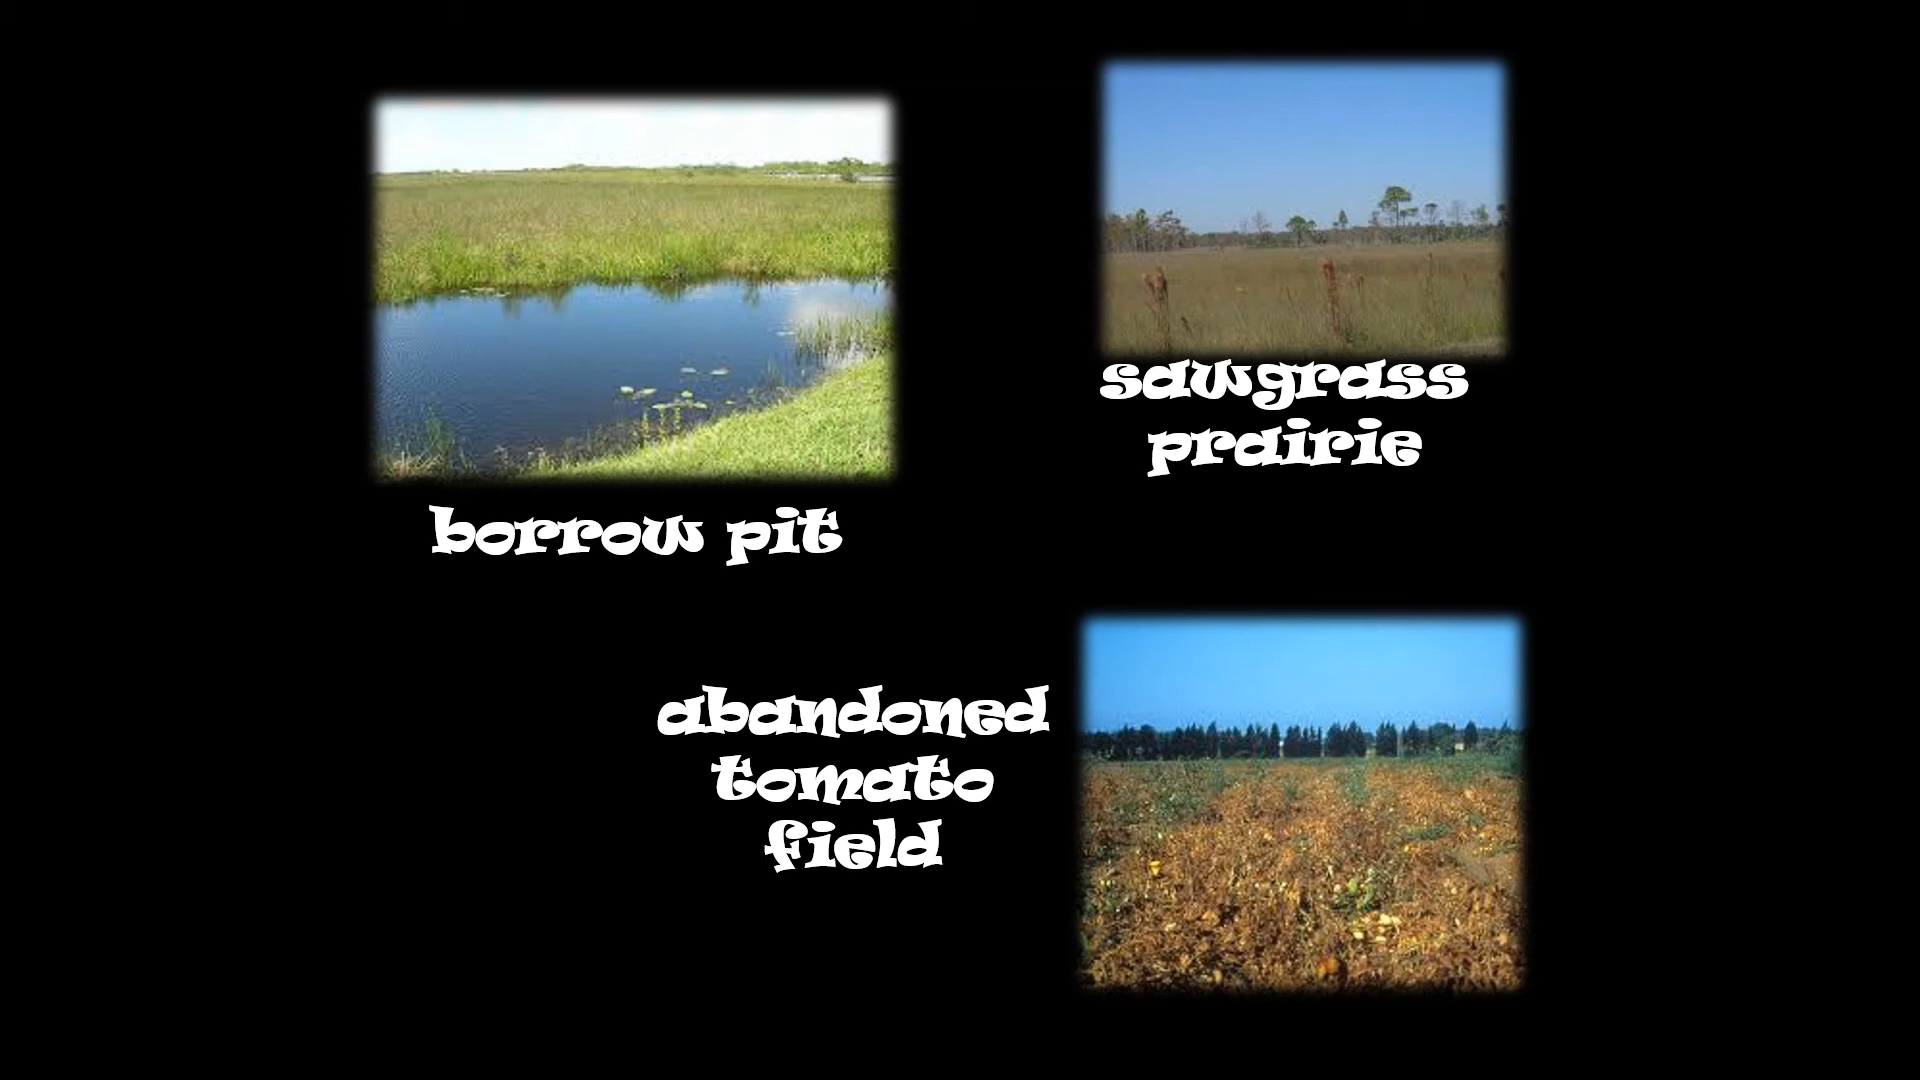 sawgrass
prairie
borrow pit
abandoned
tomato
field